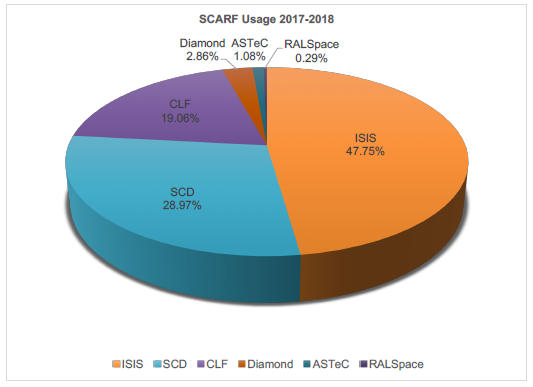 SCARF Usage 2017-2018
Diamond ASTeC RALSpace
2.86% 1.08% 0.29%
CLF
19.06%
ISIS
47.75%
SCD
28.97%
ISIS SCD CLF Diamond ASTeC RALSpace